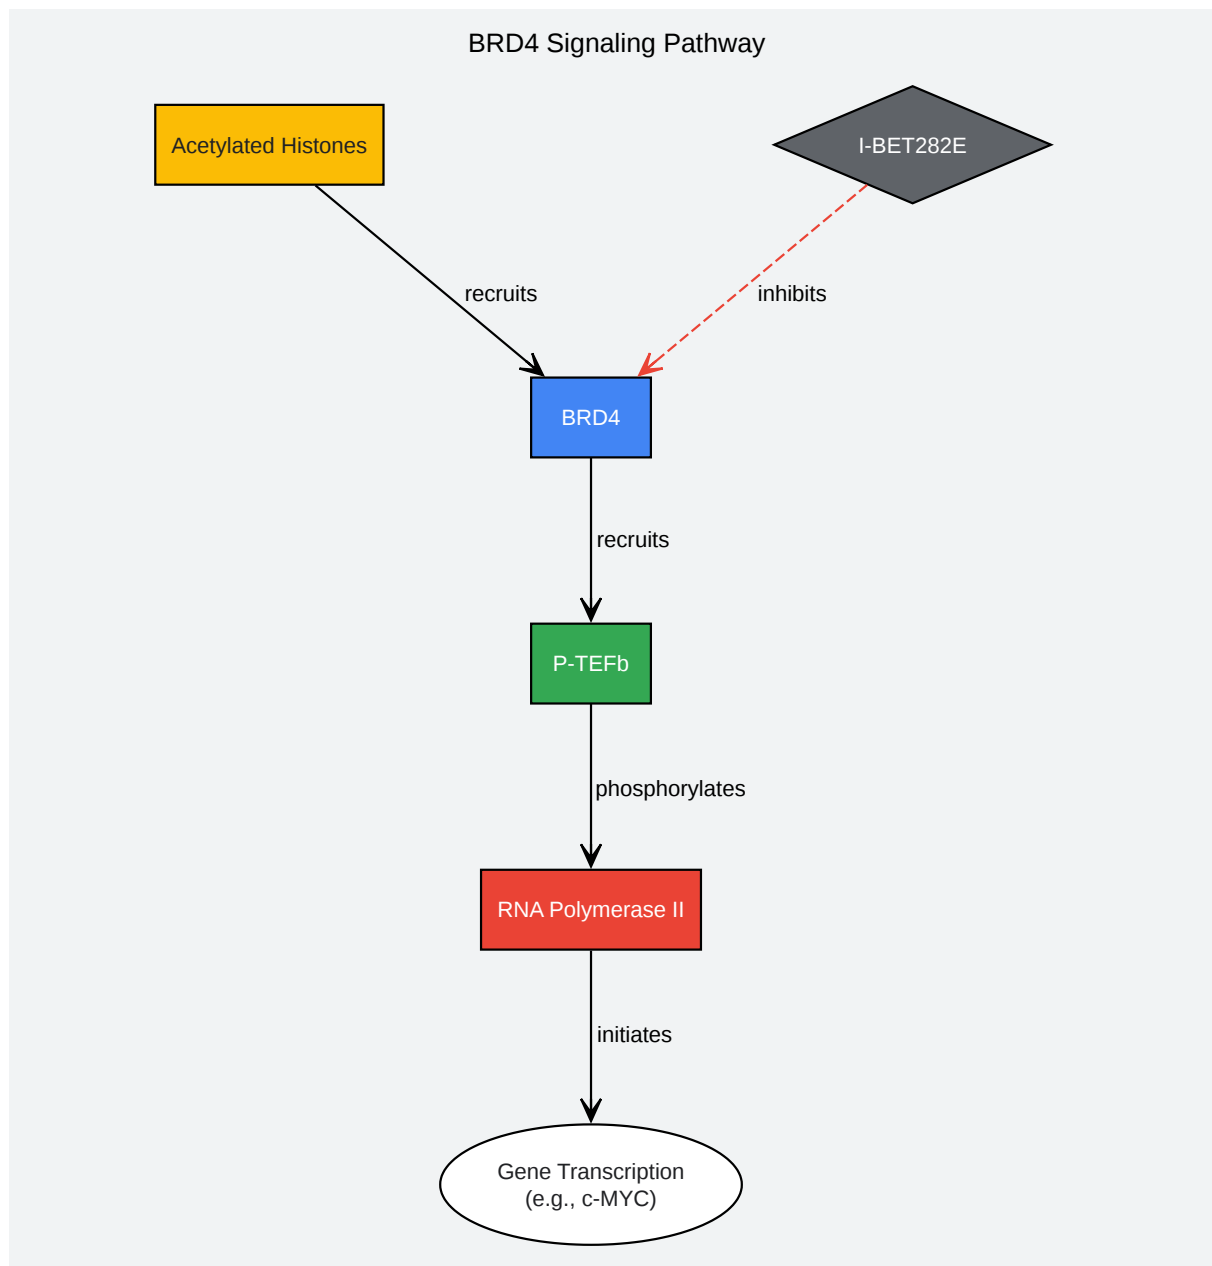 BRD4 Signaling Pathway
Acetylated Histones
I-BET282E
recruits
inhibits
BRD4
recruits
P-TEFb
phosphorylates
RNA Polymerase II
initiates
Gene Transcription
(e.g., c-MYC)